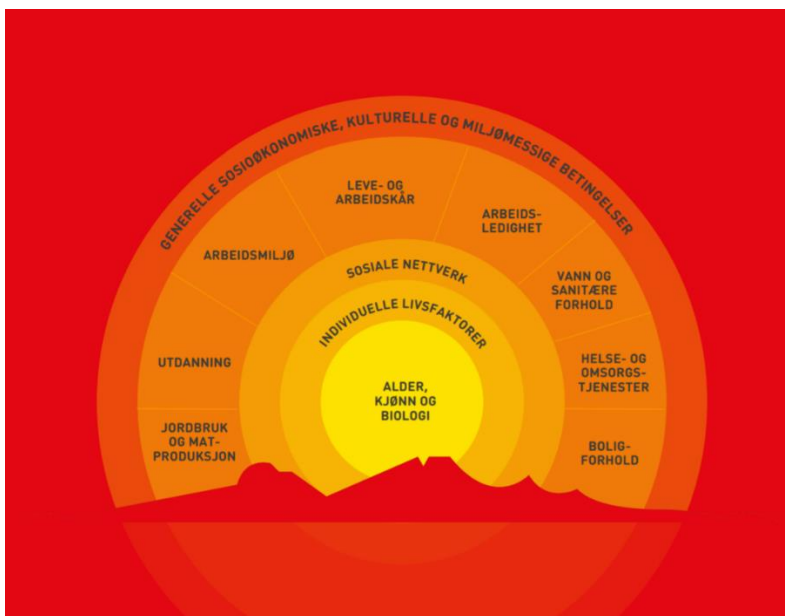 GENERELLE SOSIOØKONOMISKE, KULTURELLE OG MILJØMESSIGE BETINGELSER
LEVE- OG
ARBEIDSKÅR
ARBEIDS-
LEDIGHET
ARBEIDSMILJØ
SOSIALE NETTVERK
VANN OG
SANITÆRE
FORHOLD
INDIVIDUELLE LIVSFAKTORER
UTDANNING
HELSE- OG
OMSORGS-
TJENESTER
ALDER,
KJØNN OG
BIOLOGI
JORDBRUK
OG MAT-
PRODUKSJON
BOLIG-
FORHOLD